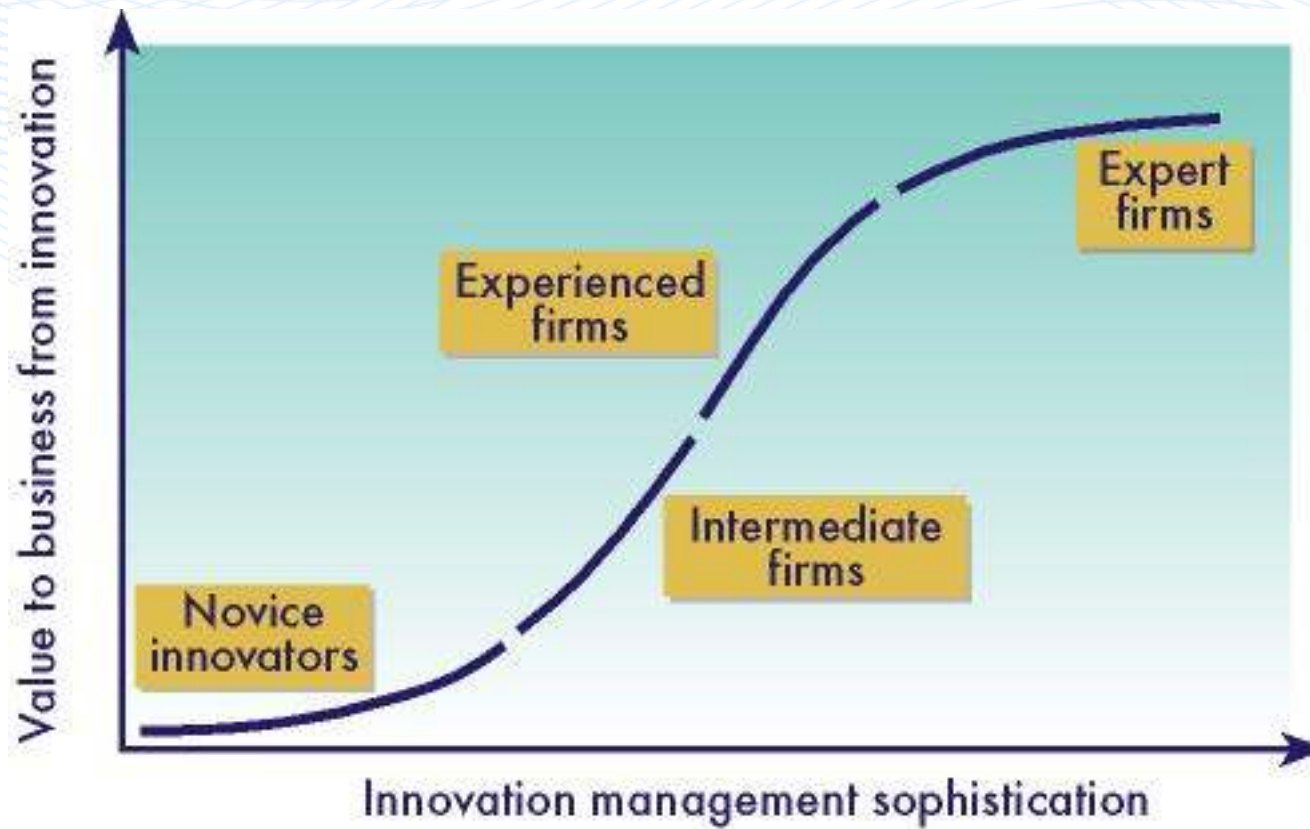 Value to business from innovation
Expert
firms
Experienced
firms
Intermediate
firms
Novice
innovators
Innovation management sophistication